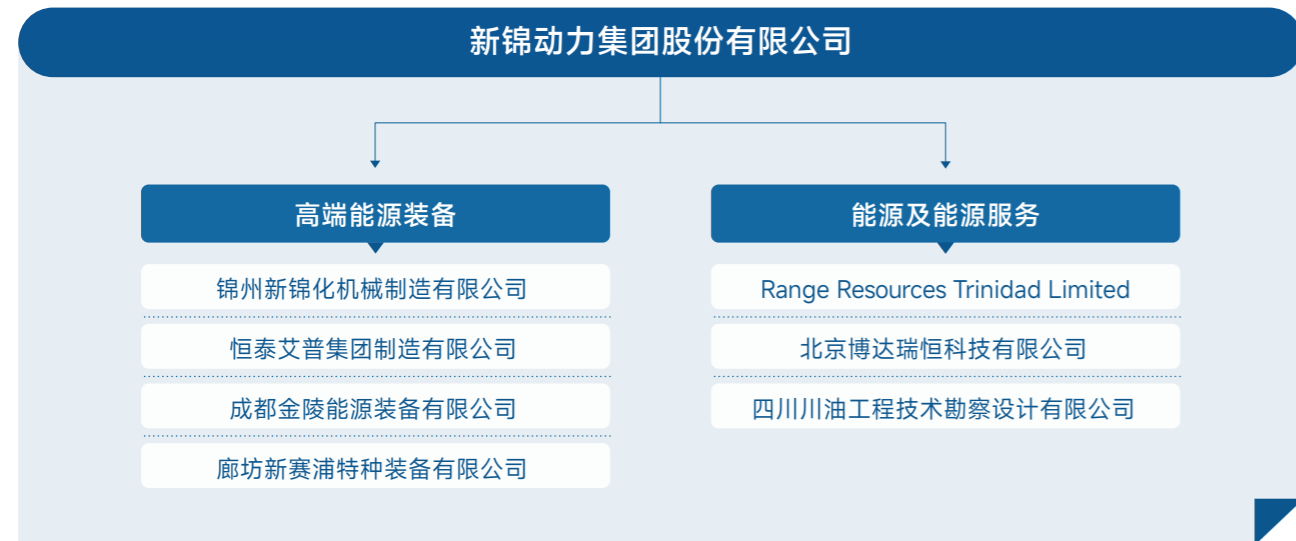 新锦动力集团股份有限公司
高端能源装备
锦州新锦化机械制造有限公司
恒泰艾普集团制造有限公司
成都金陵能源装备有限公司
廊坊新赛浦特种装备有限公司
能源及能源服务
Range Resources Trinidad Limited
北京博达瑞恒科技有限公司
四川川油工程技术勘察设计有限公司